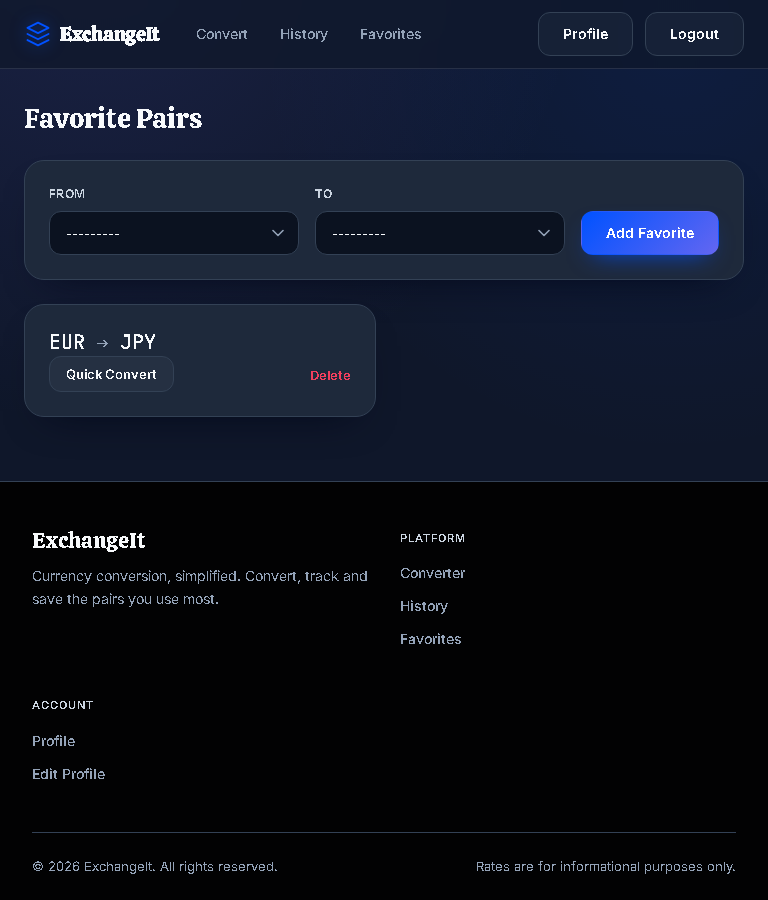 ExchangeIt Convert History Favorites Profile Logout
Favorite Pairs
FROM TO
--------- --------- Add Favorite
EUR → JPY
Quick Convert Delete
ExchangeIt
Currency conversion, simplified. Convert, track and
save the pairs you use most.
PLATFORM
Converter
History
Favorites
ACCOUNT
Profile
Edit Profile
© 2026 ExchangeIt. All rights reserved. Rates are for informational purposes only.